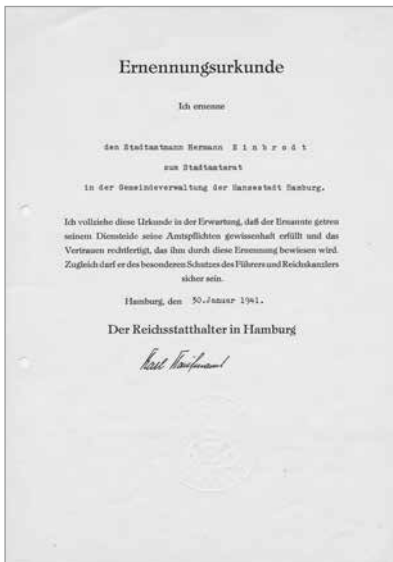 Ernennungsurkunde
Ich ernenne
den Stadtamtmann Hermann E i n b r o d t
zum Stadtamtsrat
in der Gemeindeverwaltung der Hansestadt Hamburg.
Ich vollziehe diese Urkunde in der Erwartung, daß der Ernannte getreu
seinem Diensteide seine Amtspflichten gewissenhaft erfüllt und das
Vertrauen rechtfertigt, das ihm durch diese Ernennung bewiesen wird.
Zugleich darf er des besonderen Schutzes des Führers und Reichskanzlers
sicher sein.
Hamburg, den 30.Januar 1941.
Der Reichsstatthalter in Hamburg
Karl Kaufmann